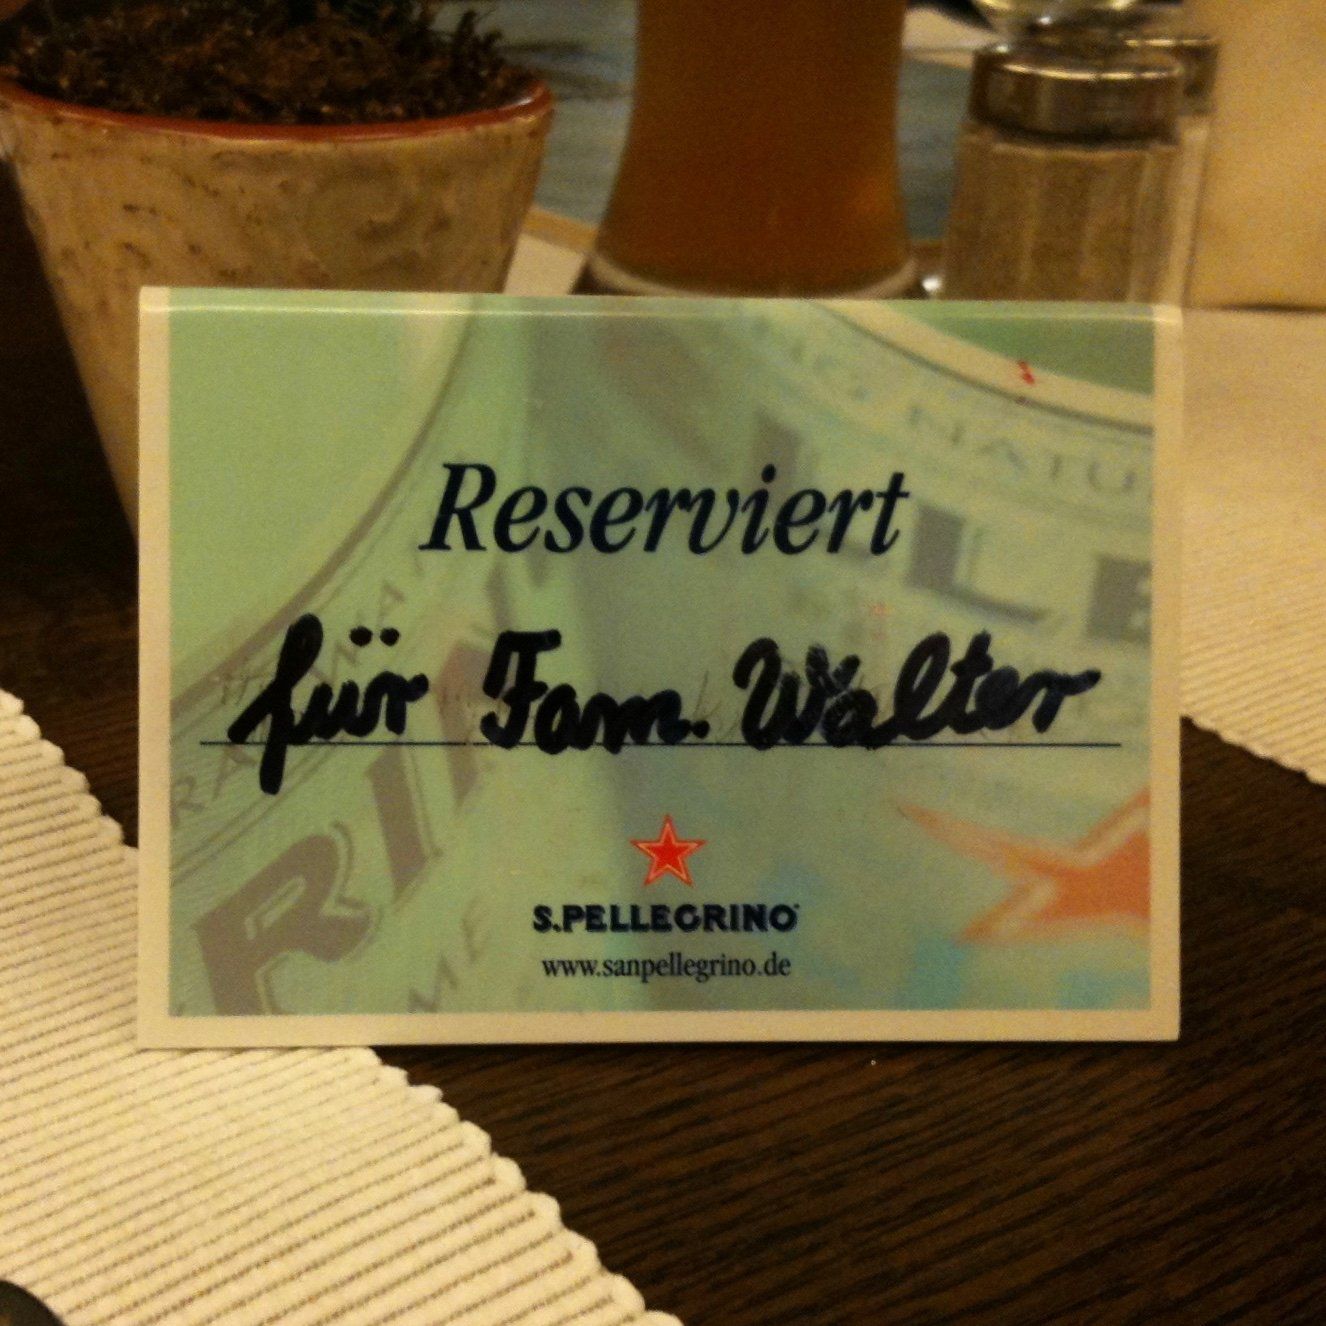 Reserviert
für Fam. Walter
S.PELLEGRINO
www.sanpellegrino.de